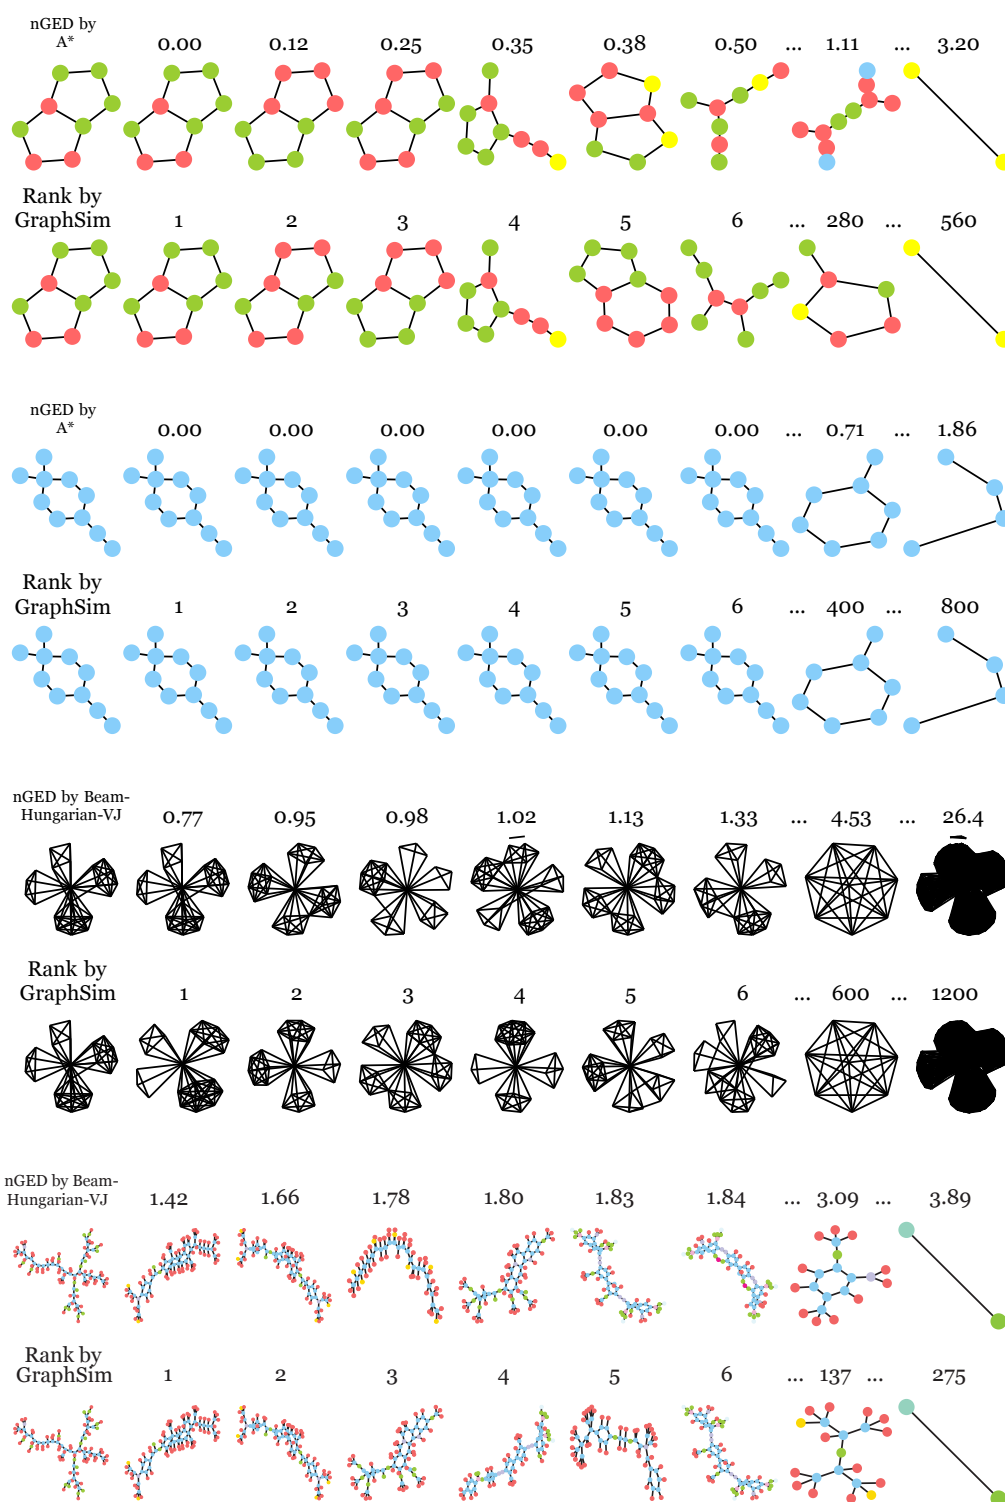 nGED by
A*
0.00 0.12 0.25 0.35 0.38 0.50 ... 1.11 ... 3.20
Rank by
GraphSim 1 2 3 4 5 6 ... 280 ... 560
nGED by
A*
0.00 0.00 0.00 0.00 0.00 0.00 ... 0.71 ... 1.86
Rank by
GraphSim 1 2 3 4 5 6 ... 400 ... 800
nGED by Beam-
Hungarian-VJ 0.77 0.95 0.98 1.02 1.13 1.33 ... 4.53 ... 26.4
Rank by
GraphSim 1 2 3 4 5 6 ... 600 ... 1200
nGED by Beam-
Hungarian-VJ 1.42 1.66 1.78 1.80 1.83 1.84 ... 3.09 ... 3.89
Rank by
GraphSim 1 2 3 4 5 6 ... 137 ... 275